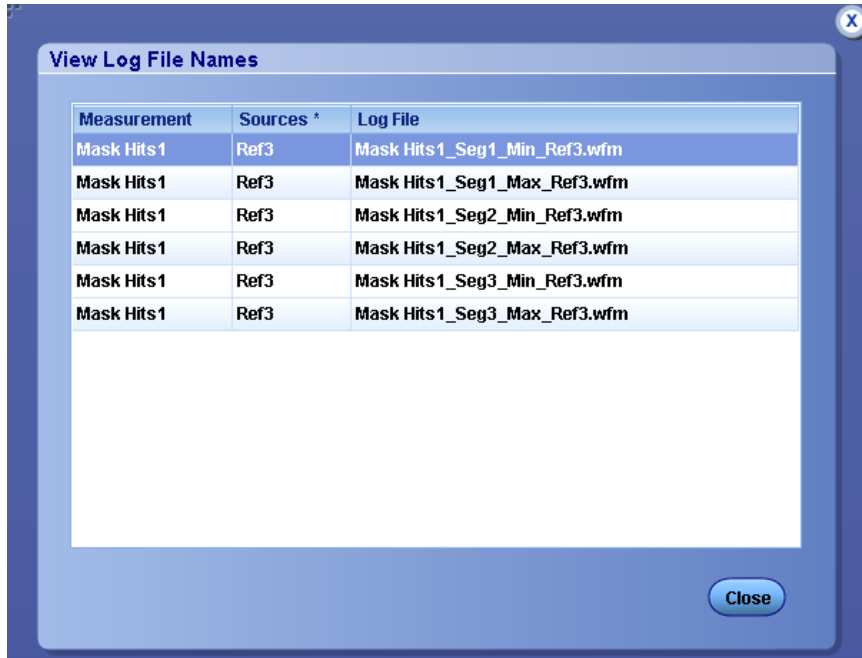 X
View Log File Names
Measurement Sources * Log File
Mask Hits1 Ref3 Mask Hits1_Seg1_Min_Ref3.wfm
Mask Hits1 Ref3 Mask Hits1_Seg1_Max_Ref3.wfm
Mask Hits1 Ref3 Mask Hits1_Seg2_Min_Ref3.wfm
Mask Hits1 Ref3 Mask Hits1_Seg2_Max_Ref3.wfm
Mask Hits1 Ref3 Mask Hits1_Seg3_Min_Ref3.wfm
Mask Hits1 Ref3 Mask Hits1_Seg3_Max_Ref3.wfm
Close